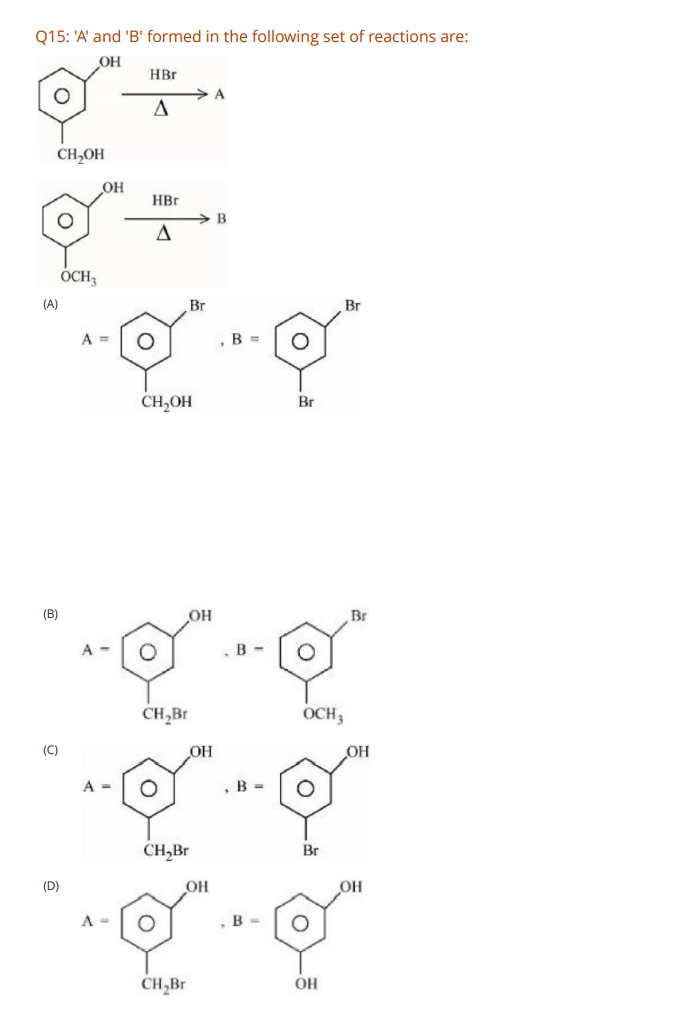 Q15: 'A' and 'B' formed in the following set of reactions are:
OH
HBr
A
Δ
CH₂OH
OH
HBr
B
Δ
OCH₃
(A)
Br Br
A = , B =
CH₂OH Br
(B)
OH Br
A - , B -
CH₂Br OCH₃
(C)
OH OH
A = , B =
CH₂Br Br
(D)
OH OH
A - , B -
CH₂Br OH